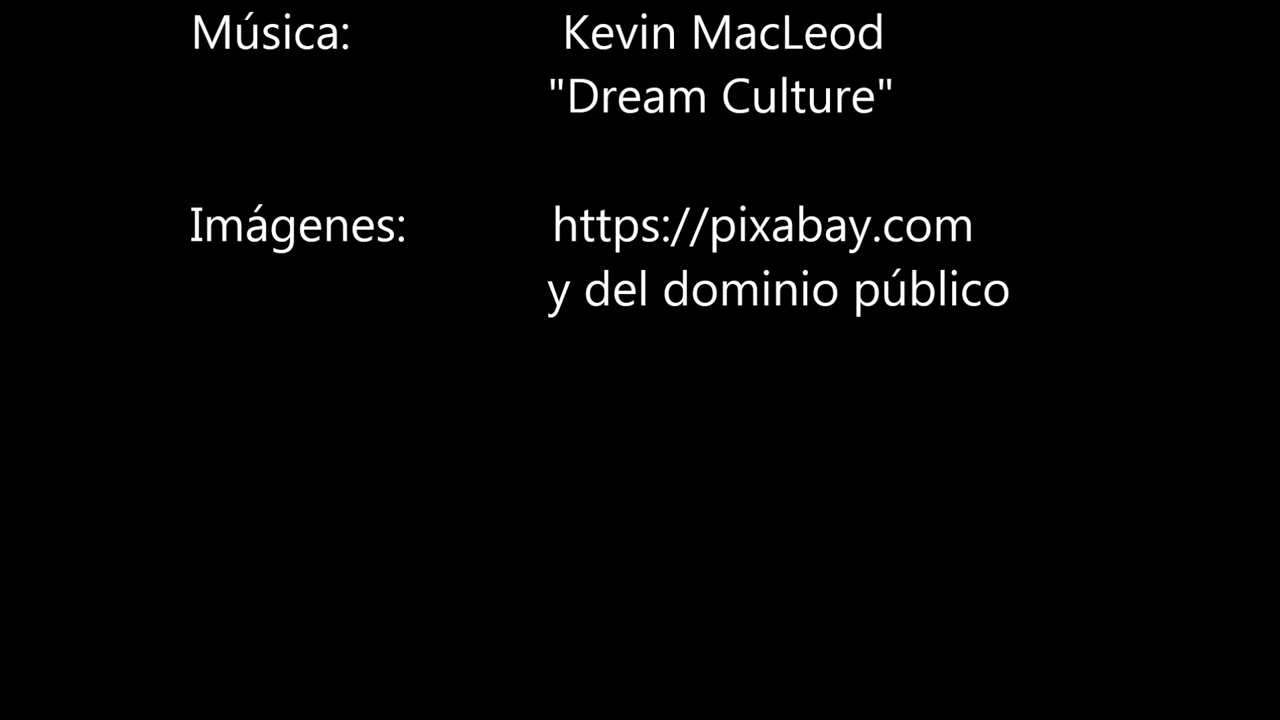 Música: Kevin MacLeod
"Dream Culture"
Imágenes: https://pixabay.com
y del dominio público